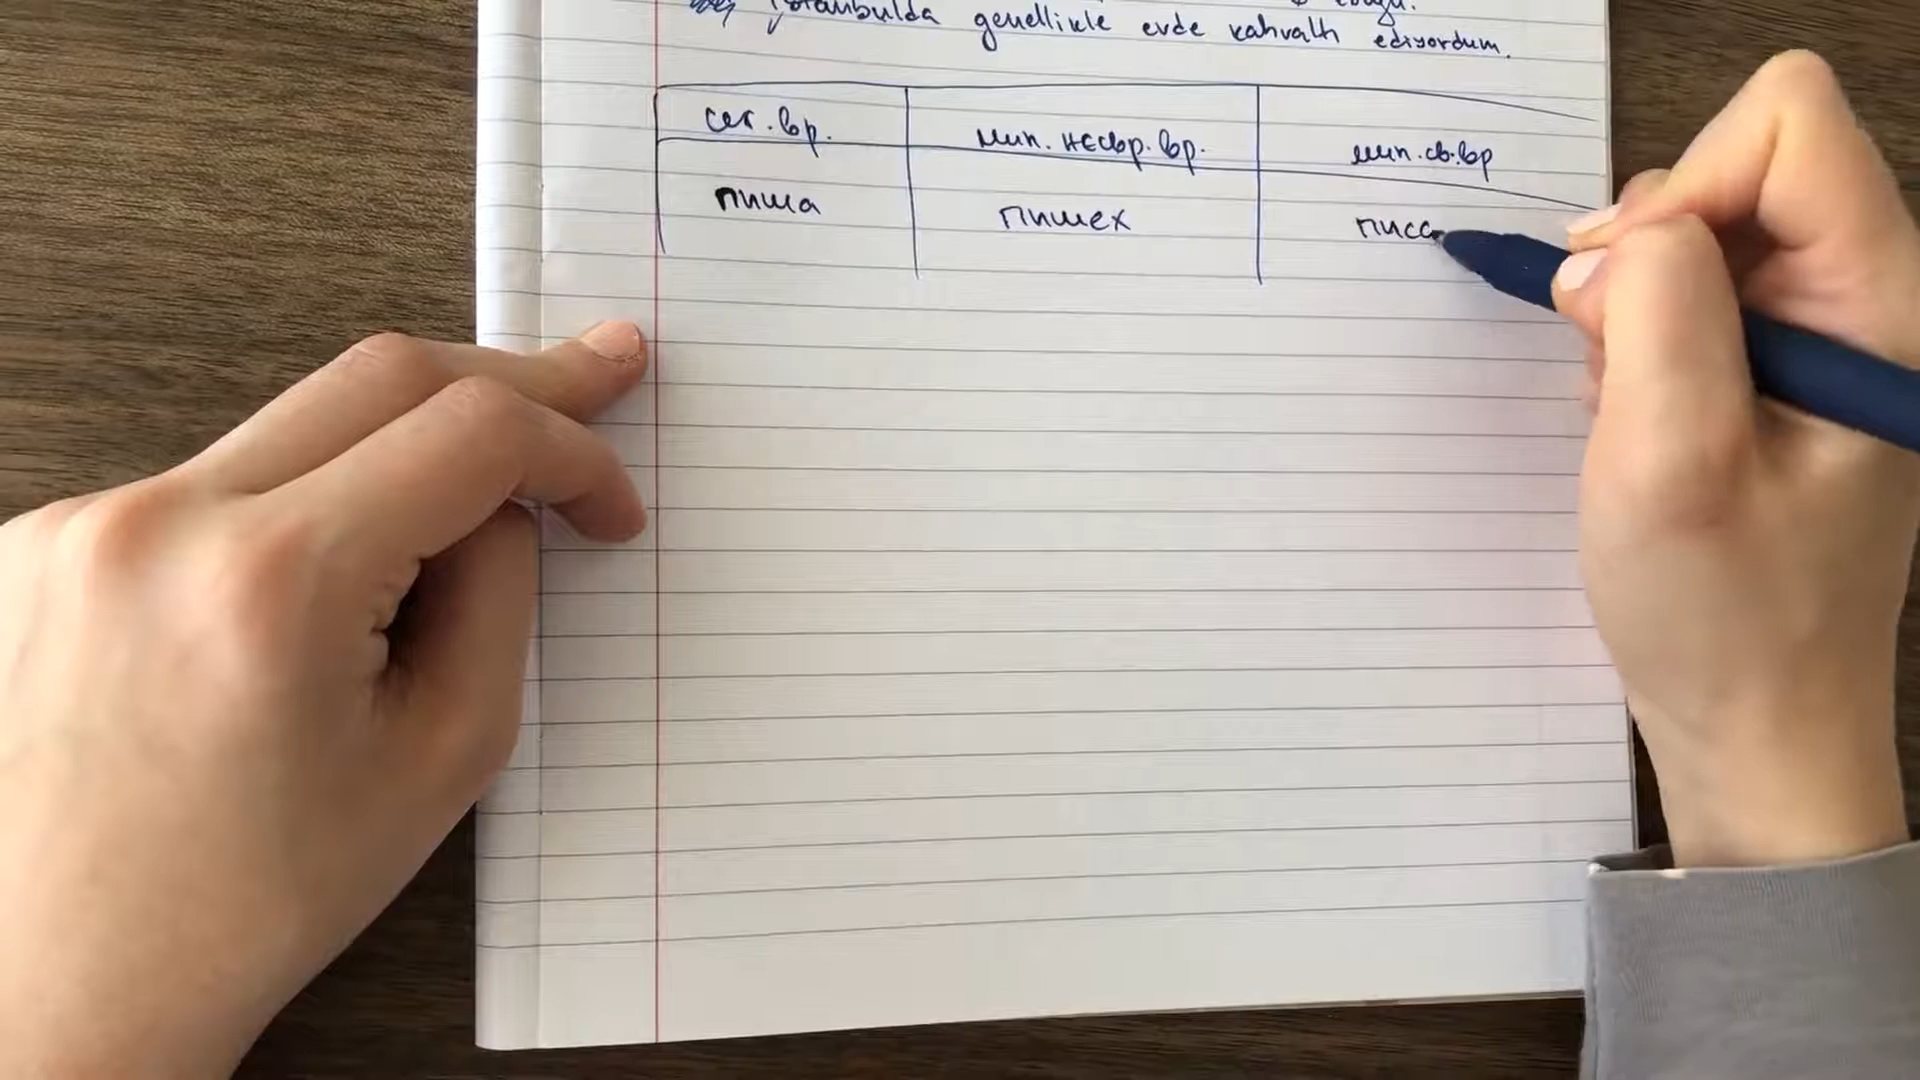 İstanbulda genellikle evde kahvaltı ediyordum.
сег. вр. мин. несвр. вр. мин. св. вр
пиша пишех писа